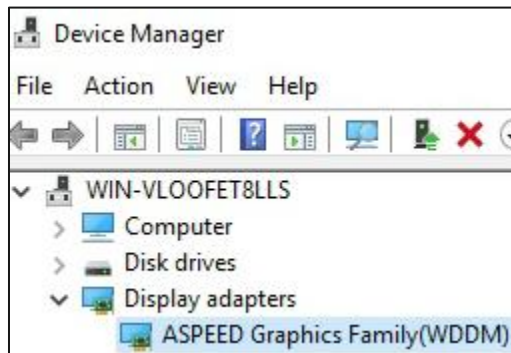 Device Manager
File Action View Help
WIN-VLOOFET8LLS
Computer
Disk drives
Display adapters
ASPEED Graphics Family(WDDM)